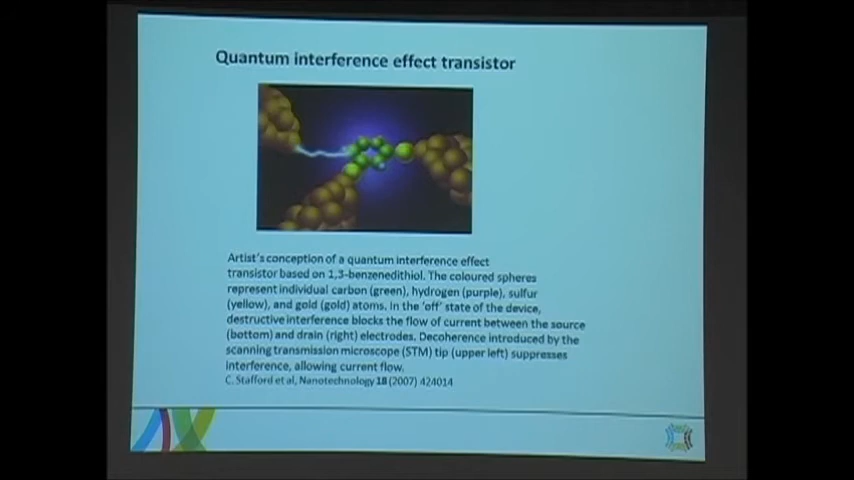 Quantum interference effect transistor
Artist's conception of a quantum interference effect
transistor based on 1,3-benzenedithiol. The coloured spheres
represent individual carbon (green), hydrogen (purple), sulfur
(yellow), and gold (gold) atoms. In the 'off' state of the device,
destructive interference blocks the flow of current between the source
(bottom) and drain (right) electrodes. Decoherence introduced by the
scanning transmission microscope (STM) tip (upper left) suppresses
interference, allowing current flow.
C. Stafford et al, Nanotechnology 18 (2007) 424014